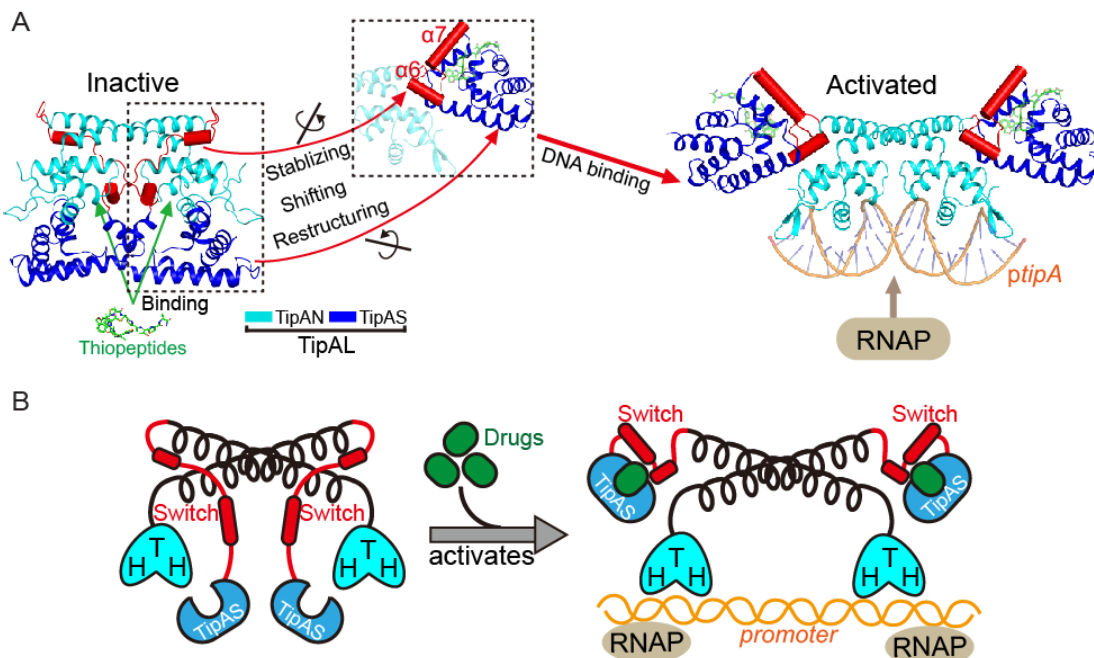 A
Inactive
α7
α6
Activated
Stablizing
Shifting
Restructuring
DNA binding
Binding
Thiopeptides
TipAN TipAS
TipAL
ptipA
RNAP
B
Switch Switch
H T H H T H
TipAS TipAS
Drugs
activates
Switch Switch
TipAS TipAS
H T H H T H
promoter
RNAP RNAP